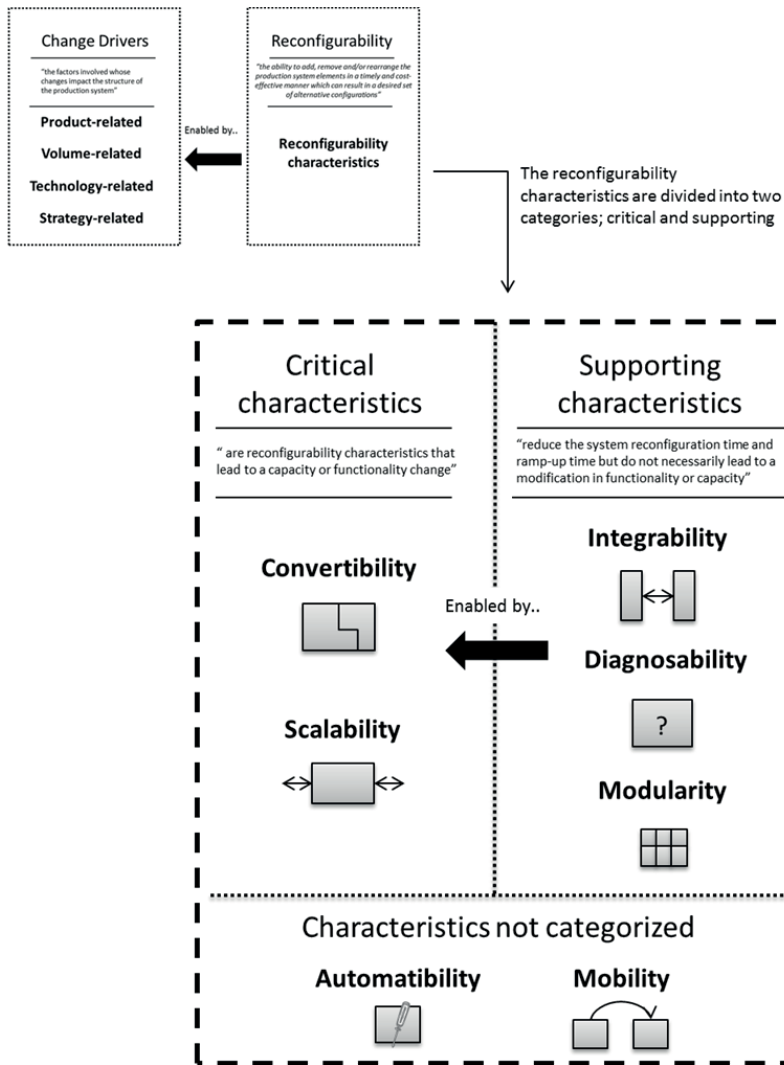 Change Drivers
"the factors involved whose
changes impact the structure of
the production system"
Product-related
Volume-related
Technology-related
Strategy-related
Enabled by..
Reconfigurability
"the ability to add, remove and/or rearrange the
production system elements in a timely and cost-
effective manner which can result in a desired set
of alternative configurations"
Reconfigurability
characteristics
The reconfigurability
characteristics are divided into two
categories; critical and supporting
Critical
characteristics
" are reconfigurability characteristics that
lead to a capacity or functionality change"
Convertibility
Scalability
Enabled by..
Supporting
characteristics
"reduce the system reconfiguration time and
ramp-up time but do not necessarily lead to a
modification in functionality or capacity"
Integrability
Diagnosability
?
Modularity
Characteristics not categorized
Automatibility
Mobility